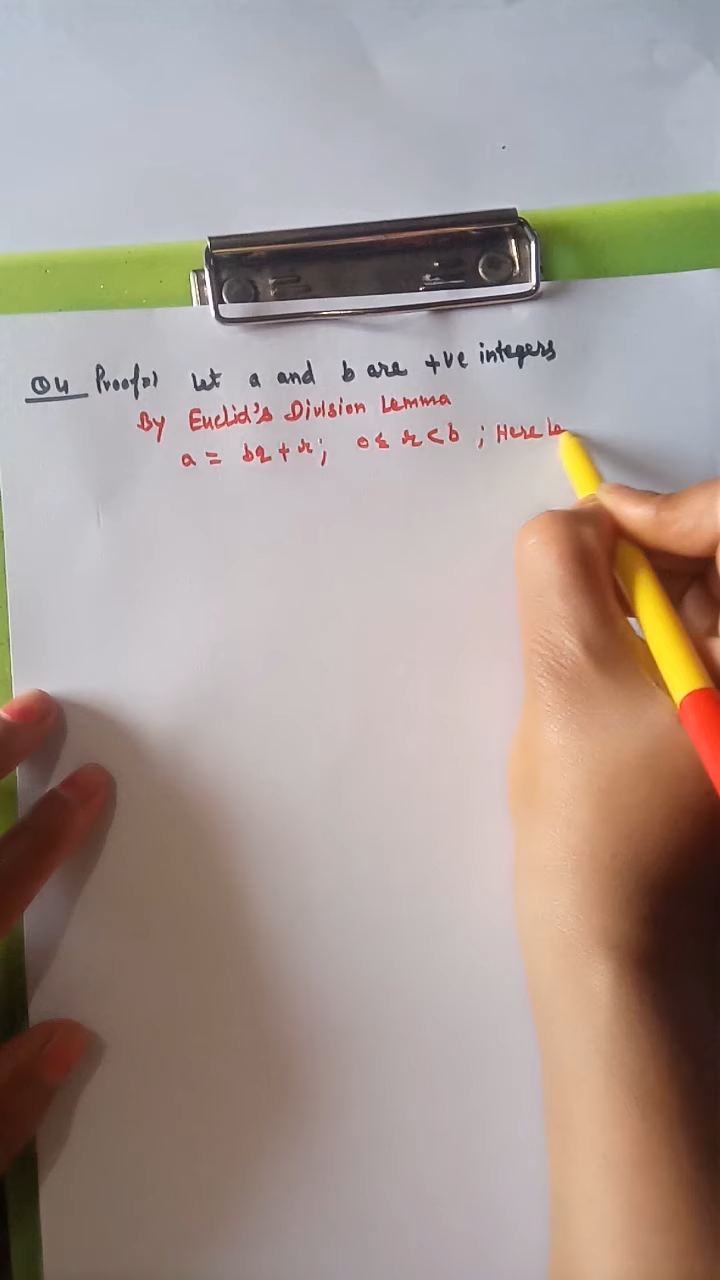 Q4 Proof:) Let a and b are +ve integers
By Euclid's Division Lemma
a = bq + r; 0 ≤ r < b ; Here b